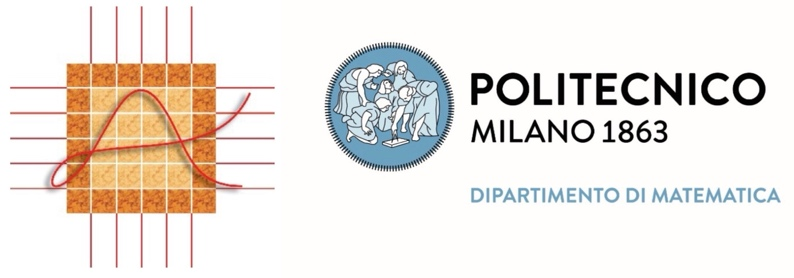 POLITECNICO
MILANO 1863
DIPARTIMENTO DI MATEMATICA